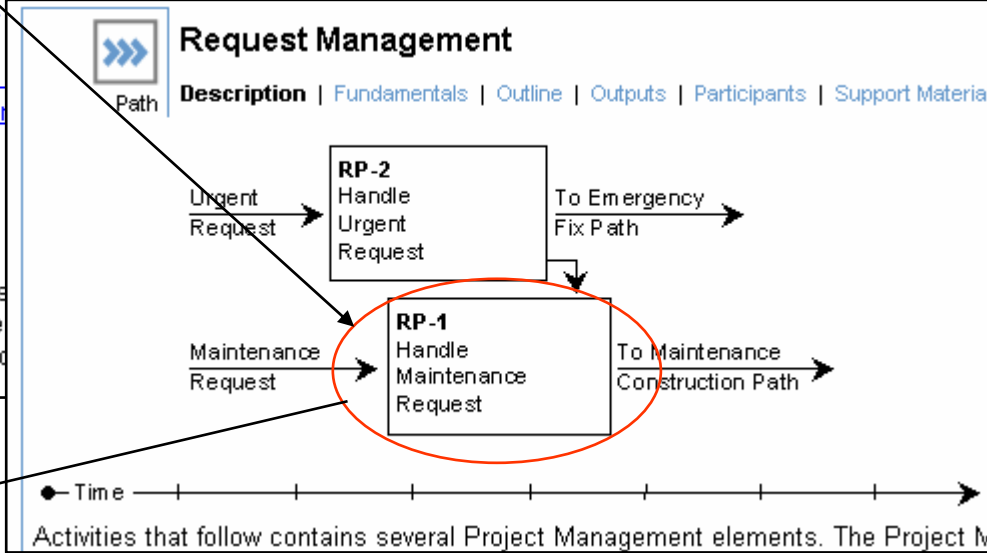 Request Management
Path
Description | Fundamentals | Outline | Outputs | Participants | Support Materia
RP-2
Handle
Urgent
Request
Urgent
Request
To Emergency
Fix Path
RP-1
Handle
Maintenance
Request
Maintenance
Request
To Maintenance
Construction Path
Time
Activities that follow contains several Project Management elements. The Project M